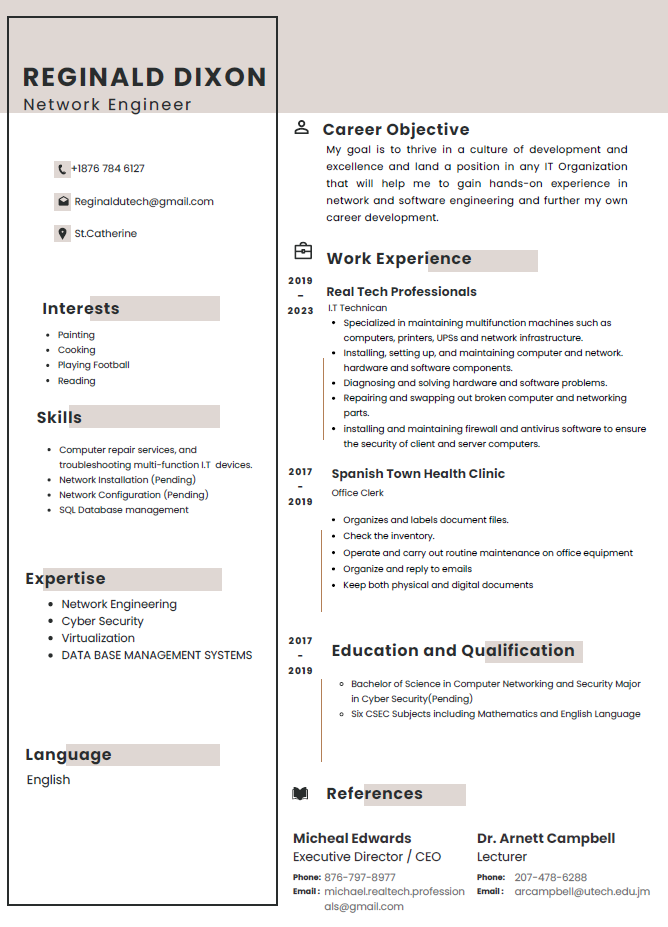 REGINALD DIXON
Network Engineer
+1876 784 6127
Reginaldutech@gmail.com
St.Catherine
Interests
Painting
Cooking
Playing Football
Reading
Skills
Computer repair services, and
troubleshooting multi-function I.T devices.
Network Installation (Pending)
Network Configuration (Pending)
SQL Database management
Expertise
Network Engineering
Cyber Security
Virtualization
DATA BASE MANAGEMENT SYSTEMS
Language
English
Career Objective
My goal is to thrive in a culture of development and
excellence and land a position in any IT Organization
that will help me to gain hands-on experience in
network and software engineering and further my own
career development.
Work Experience
2019
–
2023
Real Tech Professionals
I.T Technican
Specialized in maintaining multifunction machines such as
computers, printers, UPSs and network infrastructure.
Installing, setting up, and maintaining computer and network.
hardware and software components.
Diagnosing and solving hardware and software problems.
Repairing and swapping out broken computer and networking
parts.
installing and maintaining firewall and antivirus software to ensure
the security of client and server computers.
2017
-
2019
Spanish Town Health Clinic
Office Clerk
Organizes and labels document files.
Check the inventory.
Operate and carry out routine maintenance on office equipment
Organize and reply to emails
Keep both physical and digital documents
2017
-
2019
Education and Qualification
Bachelor of Science in Computer Networking and Security Major
in Cyber Security(Pending)
Six CSEC Subjects including Mathematics and English Language
References
Micheal Edwards
Executive Director / CEO
Phone: 876-797-8977
Email : michael.realtech.profession
als@gmail.com
Dr. Arnett Campbell
Lecturer
Phone: 207-478-6288
Email : arcampbell@utech.edu.jm